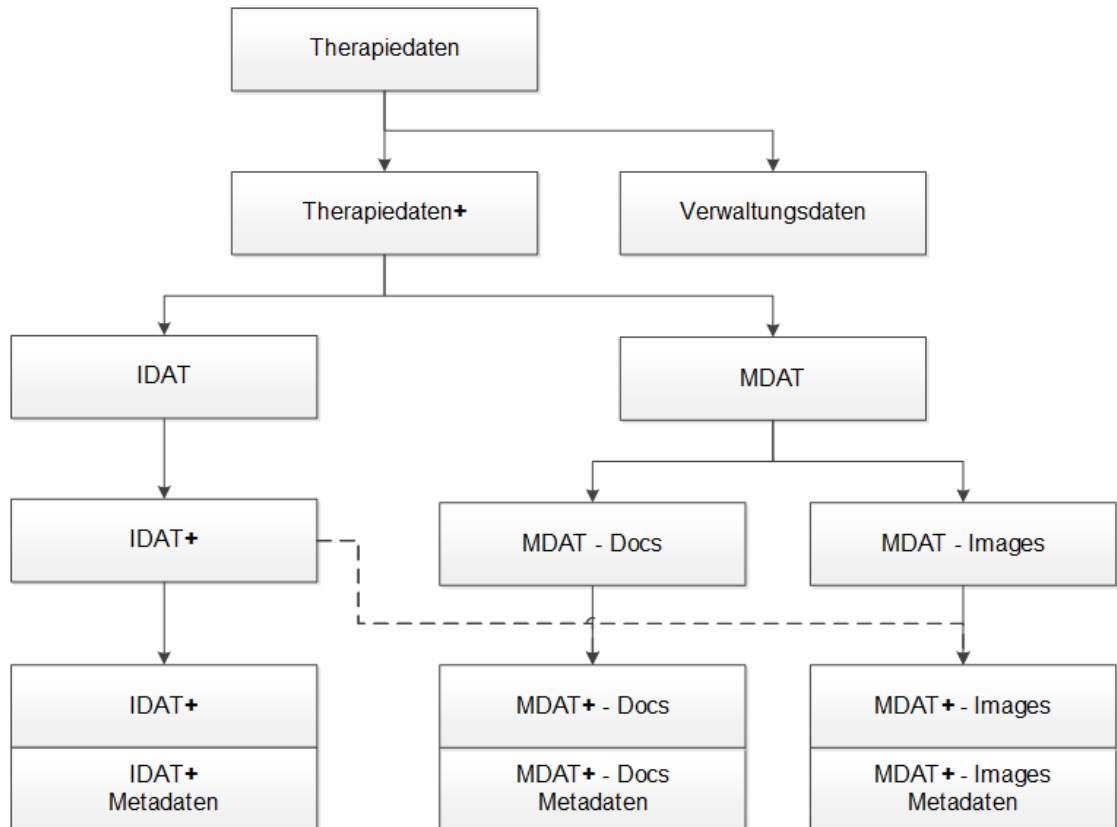 Therapiedaten
Therapiedaten+
Verwaltungsdaten
IDAT
MDAT
IDAT+
MDAT - Docs
MDAT - Images
IDAT+
MDAT+ - Docs
MDAT+ - Images
IDAT+
Metadaten
MDAT+ - Docs
Metadaten
MDAT+ - Images
Metadaten